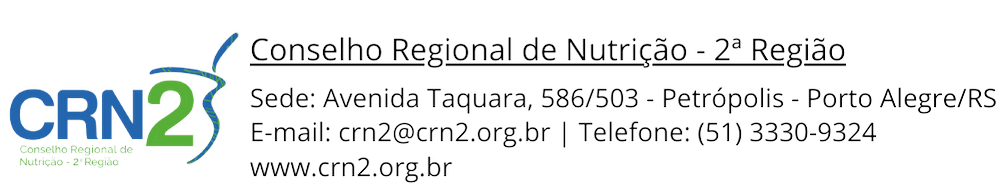 CRN2
Conselho Regional de
Nutrição - 2ª Região
Conselho Regional de Nutrição - 2ª Região
Sede: Avenida Taquara, 586/503 - Petrópolis - Porto Alegre/RS
E-mail: crn2@crn2.org.br | Telefone: (51) 3330-9324
www.crn2.org.br